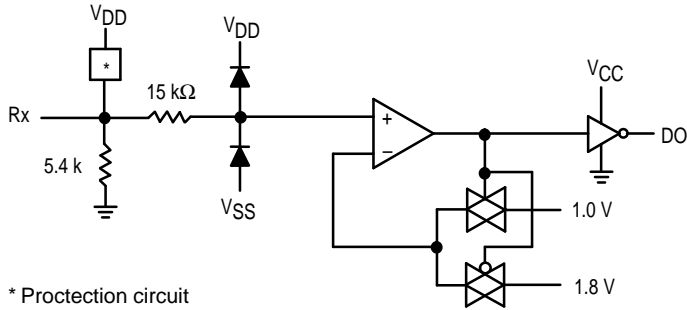 VDD
*
Rx
15 kΩ
5.4 k
VDD
VSS
+
−
VCC
DO
1.0 V
1.8 V
* Proctection circuit